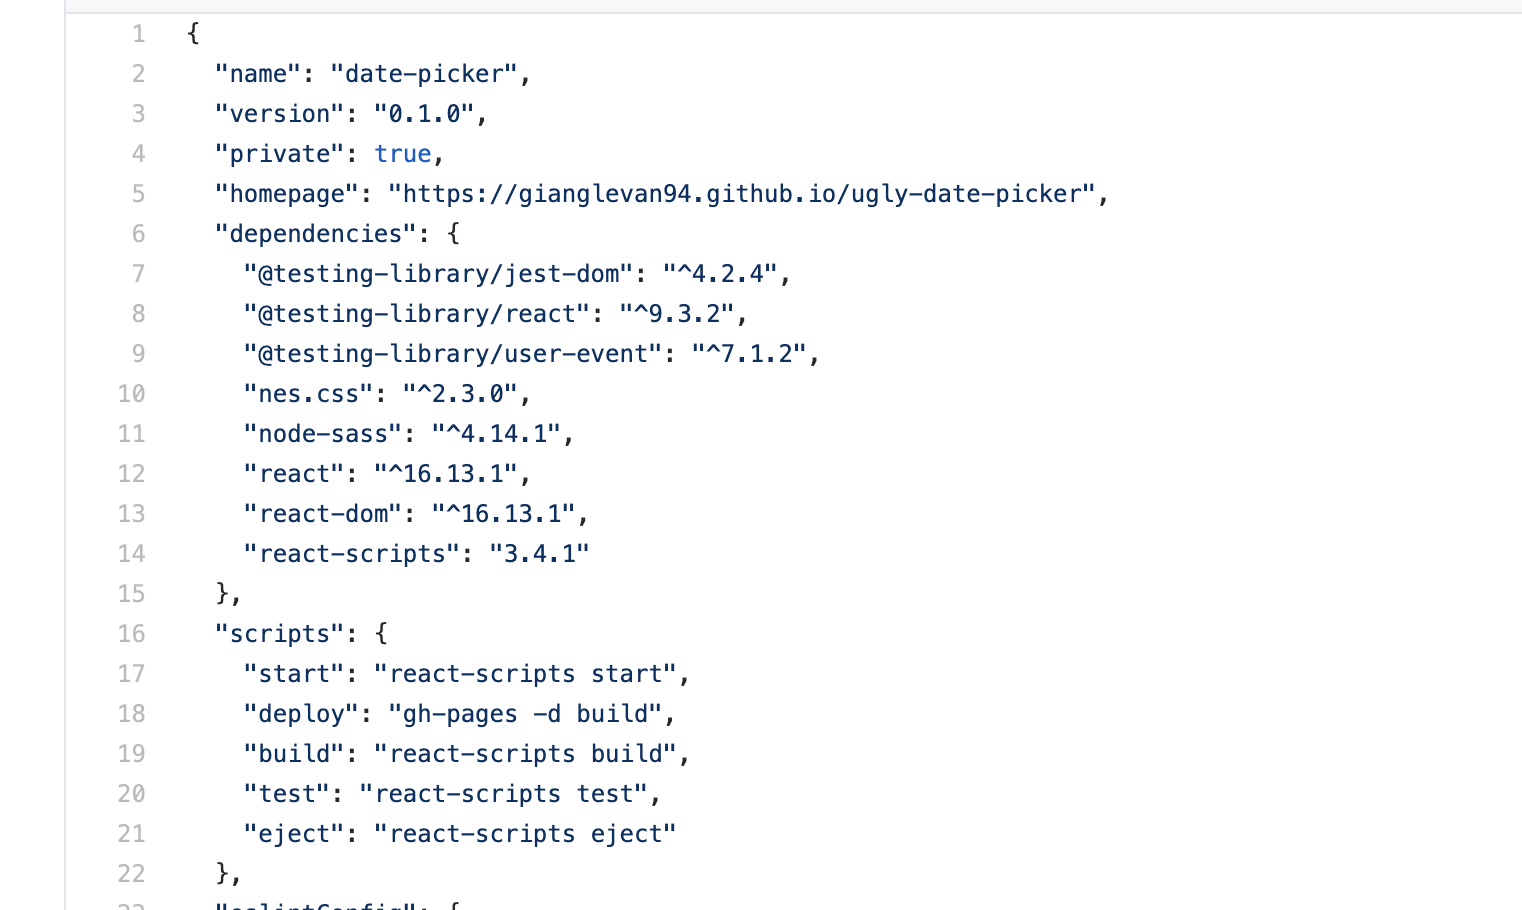 1 {
2 "name": "date-picker",
3 "version": "0.1.0",
4 "private": true,
5 "homepage": "https://gianglevan94.github.io/ugly-date-picker",
6 "dependencies": {
7 "@testing-library/jest-dom": "^4.2.4",
8 "@testing-library/react": "^9.3.2",
9 "@testing-library/user-event": "^7.1.2",
10 "nes.css": "^2.3.0",
11 "node-sass": "^4.14.1",
12 "react": "^16.13.1",
13 "react-dom": "^16.13.1",
14 "react-scripts": "3.4.1"
15 },
16 "scripts": {
17 "start": "react-scripts start",
18 "deploy": "gh-pages -d build",
19 "build": "react-scripts build",
20 "test": "react-scripts test",
21 "eject": "react-scripts eject"
22 },
23 "eslintConfig": {